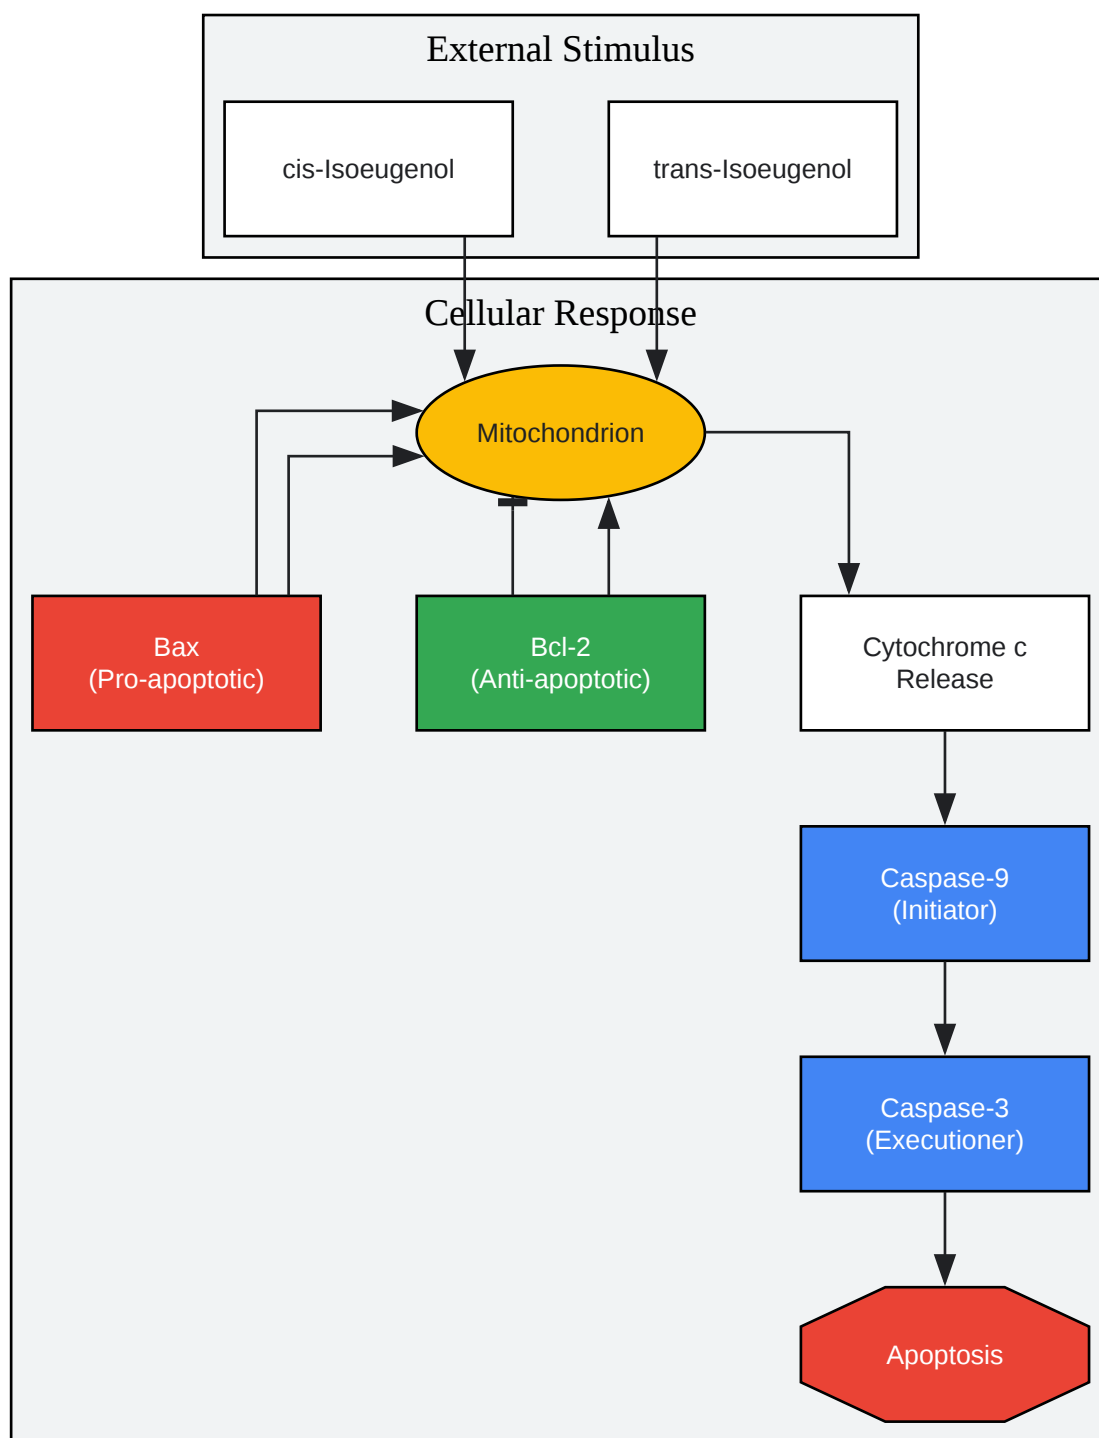 External Stimulus
cis-Isoeugenol
trans-Isoeugenol
Cellular Response
Mitochondrion
Bax
(Pro-apoptotic)
Bcl-2
(Anti-apoptotic)
Cytochrome c
Release
Caspase-9
(Initiator)
Caspase-3
(Executioner)
Apoptosis